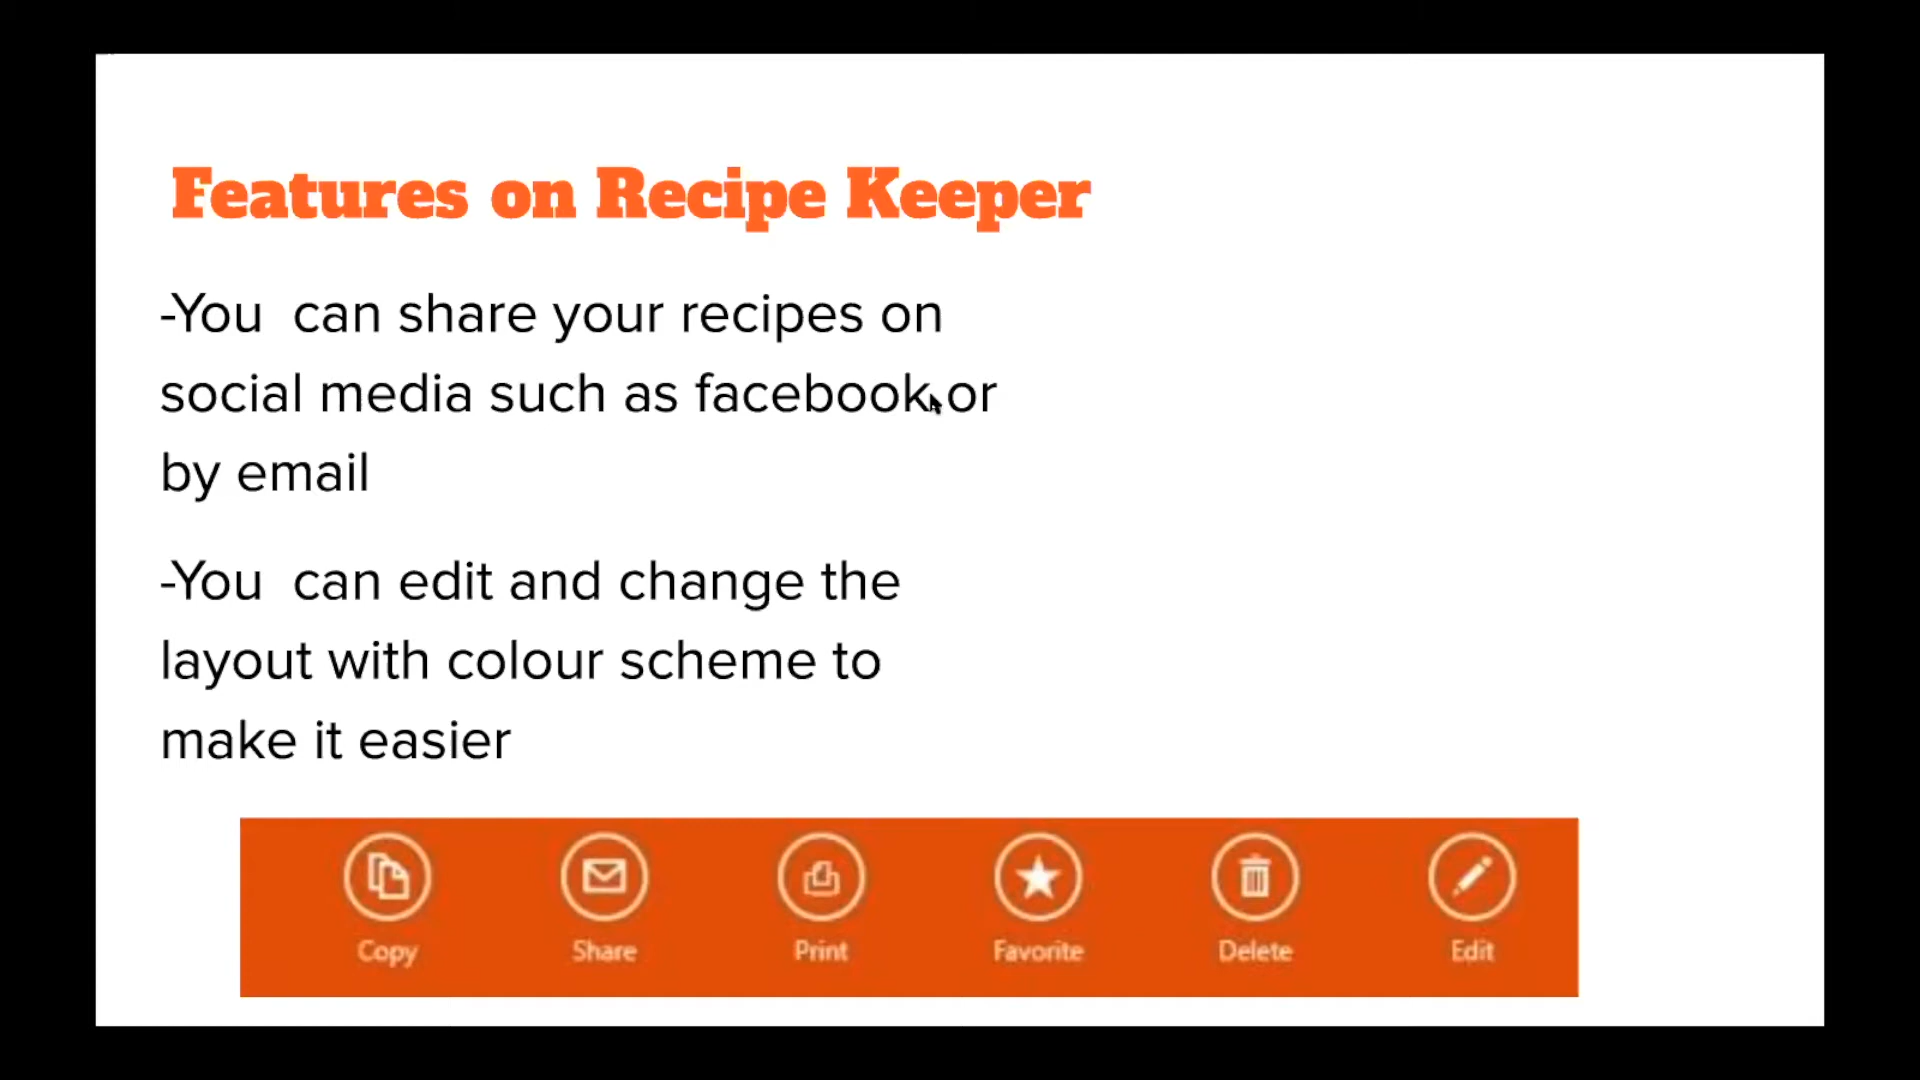 Features on Recipe Keeper
-You  can share your recipes on
social media such as facebook or
by email
-You  can edit and change the
layout with colour scheme to
make it easier
Copy Share Print Favorite Delete Edit